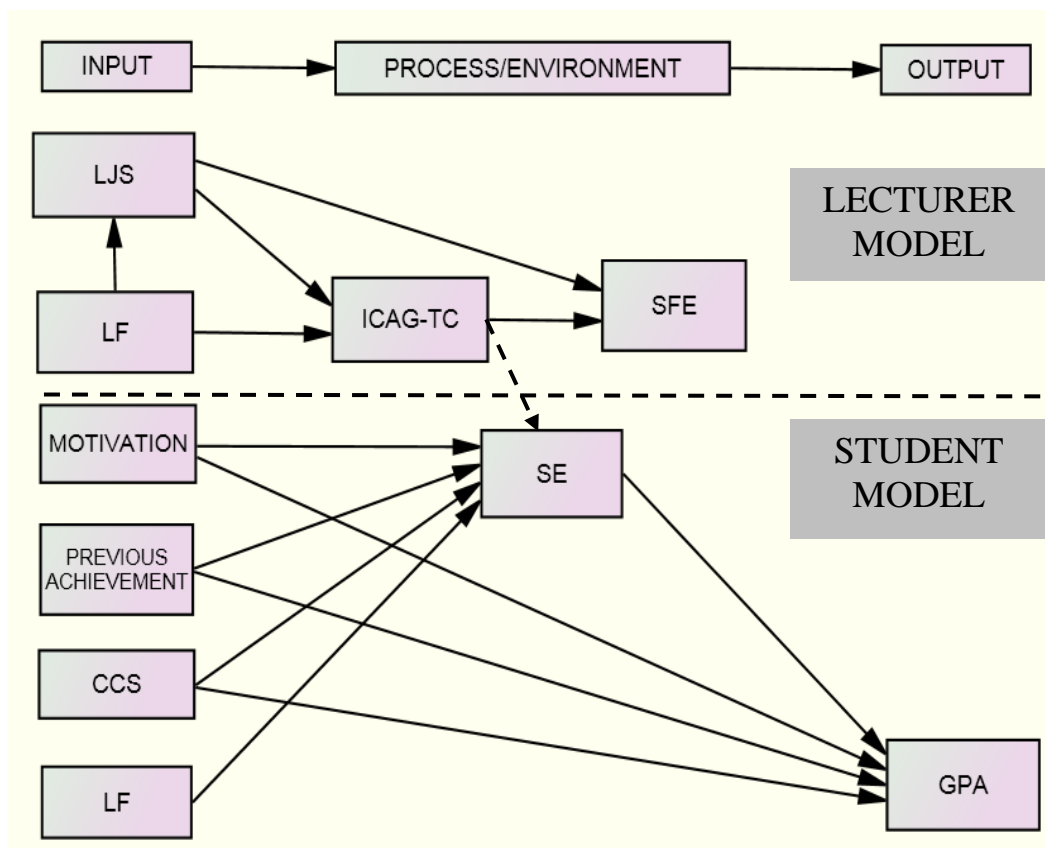 INPUT
PROCESS/ENVIRONMENT
OUTPUT
LJS
LECTURER
MODEL
LF
ICAG-TC
SFE
MOTIVATION
SE
STUDENT
MODEL
PREVIOUS
ACHIEVEMENT
CCS
LF
GPA